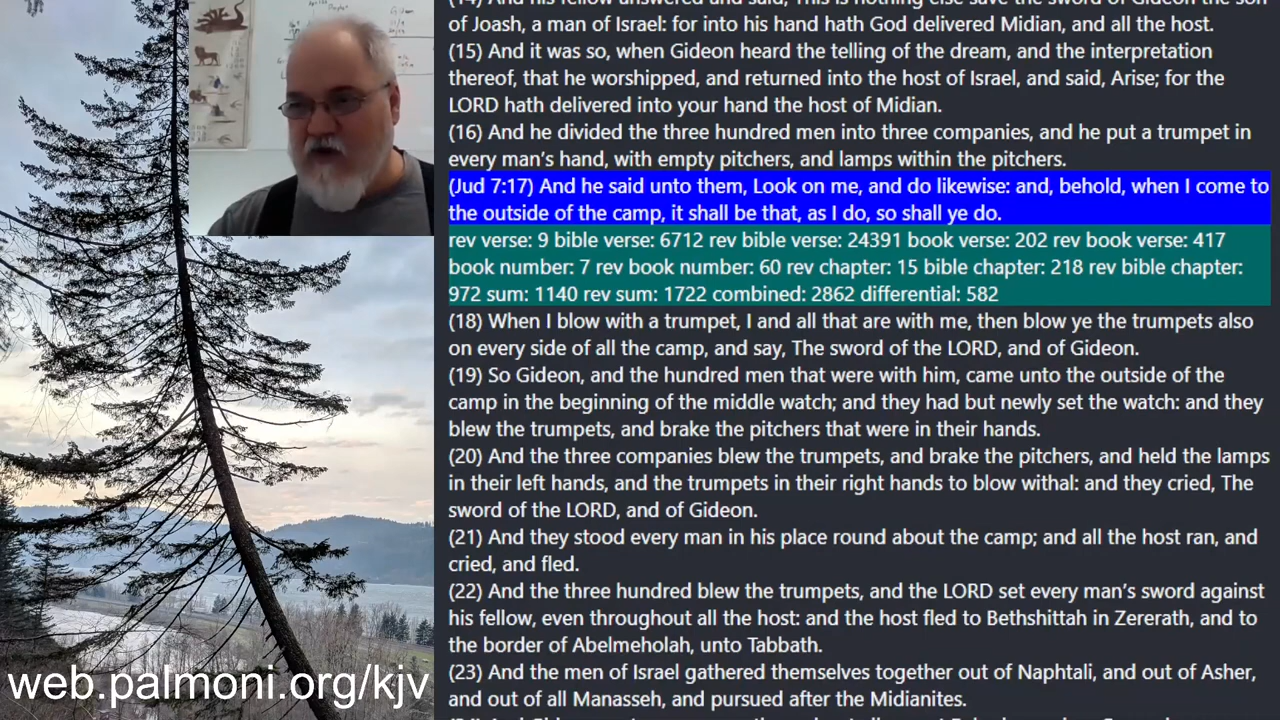 (14) And his fellow answered and said, This is nothing else save the sword of Gideon the son
of Joash, a man of Israel: for into his hand hath God delivered Midian, and all the host.
(15) And it was so, when Gideon heard the telling of the dream, and the interpretation
thereof, that he worshipped, and returned into the host of Israel, and said, Arise; for the
LORD hath delivered into your hand the host of Midian.
(16) And he divided the three hundred men into three companies, and he put a trumpet in
every man’s hand, with empty pitchers, and lamps within the pitchers.
(Jud 7:17) And he said unto them, Look on me, and do likewise: and, behold, when I come to
the outside of the camp, it shall be that, as I do, so shall ye do.
rev verse: 9 bible verse: 6712 rev bible verse: 24391 book verse: 202 rev book verse: 417
book number: 7 rev book number: 60 rev chapter: 15 bible chapter: 218 rev bible chapter:
972 sum: 1140 rev sum: 1722 combined: 2862 differential: 582
(18) When I blow with a trumpet, I and all that are with me, then blow ye the trumpets also
on every side of all the camp, and say, The sword of the LORD, and of Gideon.
(19) So Gideon, and the hundred men that were with him, came unto the outside of the
camp in the beginning of the middle watch; and they had but newly set the watch: and they
blew the trumpets, and brake the pitchers that were in their hands.
(20) And the three companies blew the trumpets, and brake the pitchers, and held the lamps
in their left hands, and the trumpets in their right hands to blow withal: and they cried, The
sword of the LORD, and of Gideon.
(21) And they stood every man in his place round about the camp; and all the host ran, and
cried, and fled.
(22) And the three hundred blew the trumpets, and the LORD set every man’s sword against
his fellow, even throughout all the host: and the host fled to Bethshittah in Zererath, and to
the border of Abelmeholah, unto Tabbath.
(23) And the men of Israel gathered themselves together out of Naphtali, and out of Asher,
and out of all Manasseh, and pursued after the Midianites.
web.palmoni.org/kjv